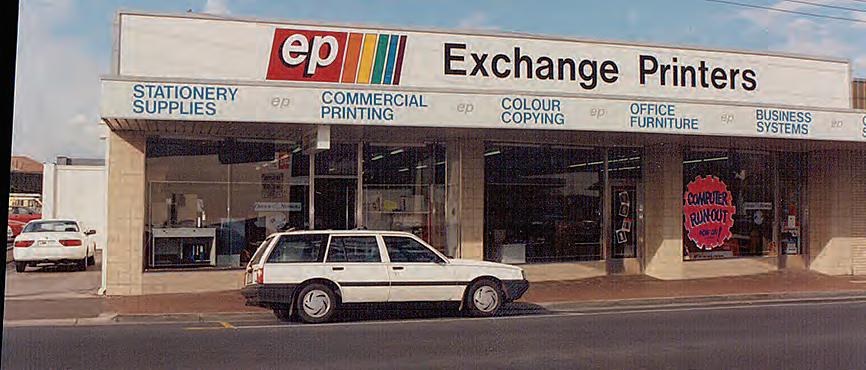 ep Exchange Printers
STATIONERY
SUPPLIES
ep
COMMERCIAL
PRINTING
ep
COLOUR
COPYING
ep
OFFICE
FURNITURE
ep
BUSINESS
SYSTEMS
ep
COMPUTER
RUN-OUT